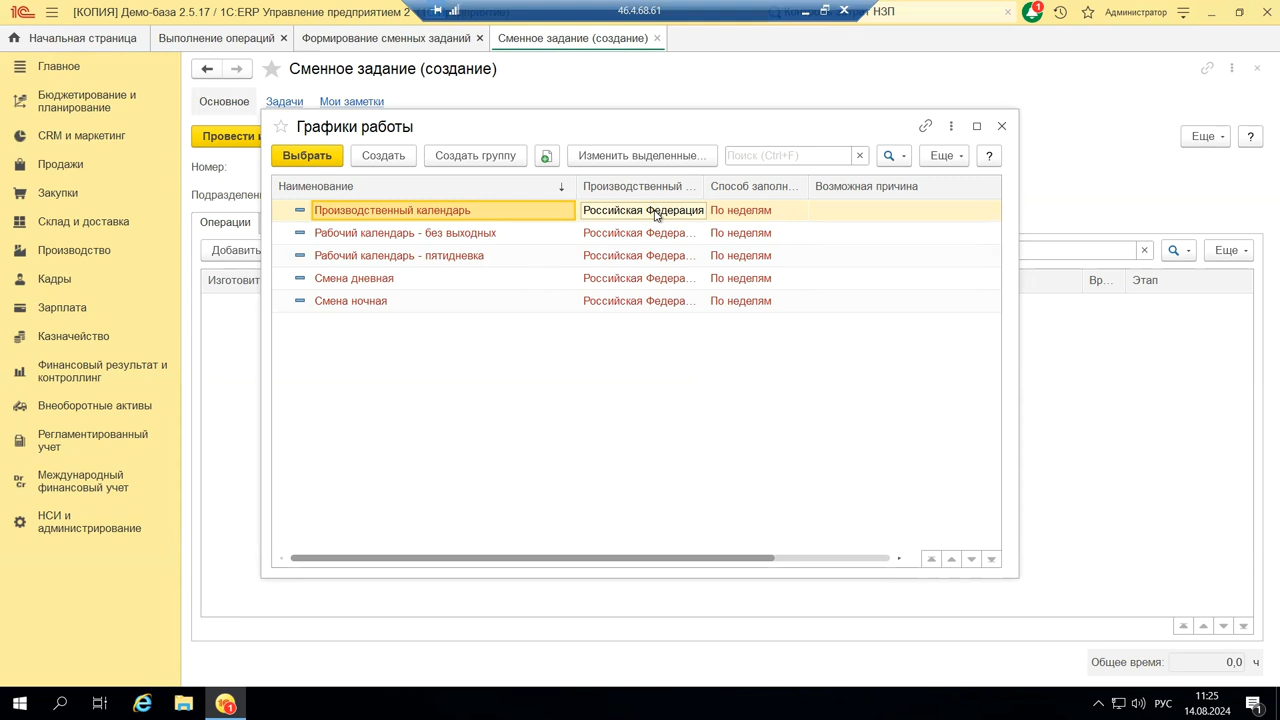 [КОПИЯ] Демо-база 2.5.17 / 1С:ERP Управление предприятием 2
46.4.68.61
НЗП
Администратор
Начальная страница
Выполнение операций
Формирование сменных заданий
Сменное задание (создание)
Главное
Бюджетирование и
планирование
CRM и маркетинг
Продажи
Закупки
Склад и доставка
Производство
Кадры
Зарплата
Казначейство
Финансовый результат и
контроллинг
Внеоборотные активы
Регламентированный
учет
Международный
финансовый учет
НСИ и
администрирование
Сменное задание (создание)
Основное
Задачи
Мои заметки
Провести и
Еще
?
Номер:
Подразделен
Операции
Добавить
Еще
Изготовит
Вр...
Этап
Графики работы
Выбрать
Создать
Создать группу
Изменить выделенные...
Поиск (Ctrl+F)
Еще
?
Наименование
Производственный ...
Способ заполн...
Возможная причина
Производственный календарь
Российская Федерация
По неделям
Рабочий календарь - без выходных
Российская Федера...
По неделям
Рабочий календарь - пятидневка
Российская Федера...
По неделям
Смена дневная
Российская Федера...
По неделям
Смена ночная
Российская Федера...
По неделям
Общее время:
0,0
ч
РУС
11:25
14.08.2024